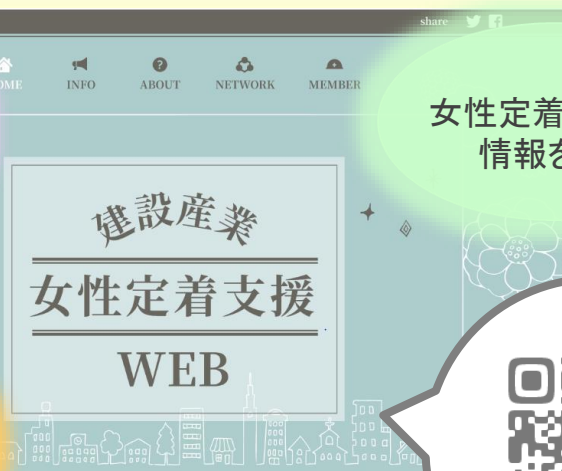 share
OME
INFO
ABOUT
NETWORK
MEMBER
女性定着
情報を
建設産業
女性定着支援
WEB